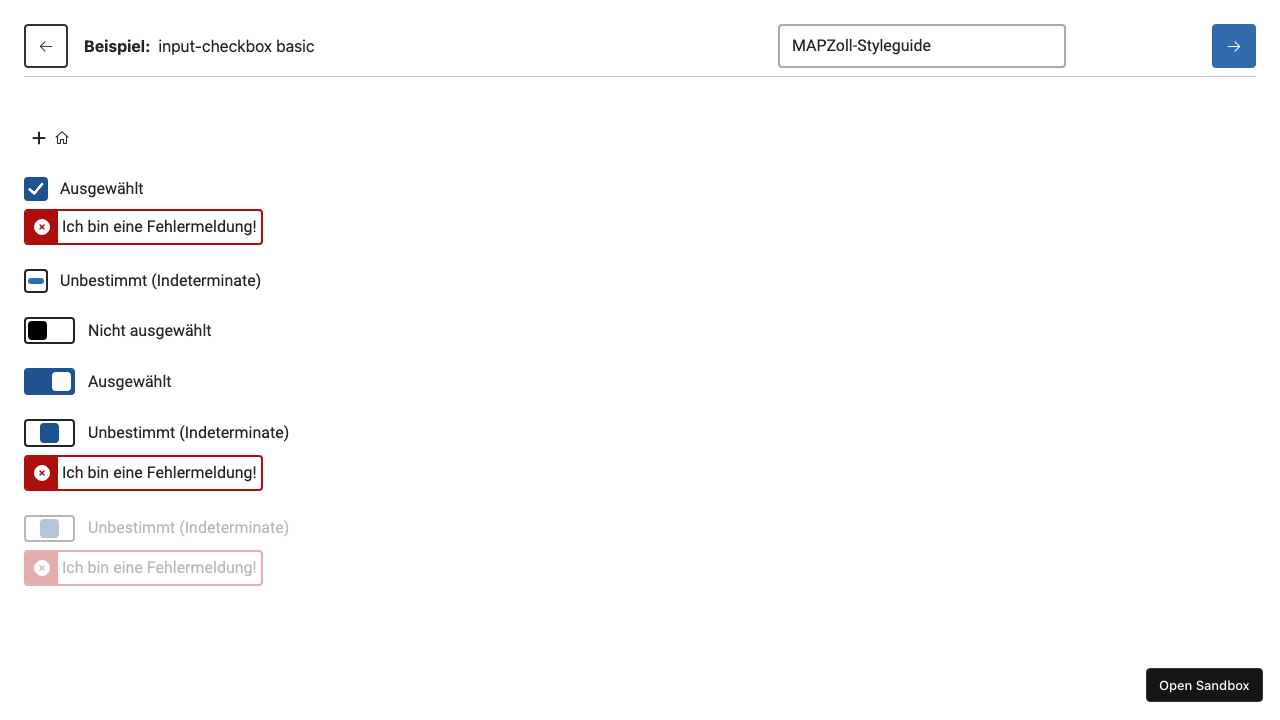 Beispiel: input-checkbox basic
MAPZoll-Styleguide
Ausgewählt
Ich bin eine Fehlermeldung!
Unbestimmt (Indeterminate)
Nicht ausgewählt
Ausgewählt
Unbestimmt (Indeterminate)
Ich bin eine Fehlermeldung!
Unbestimmt (Indeterminate)
Ich bin eine Fehlermeldung!
Open Sandbox